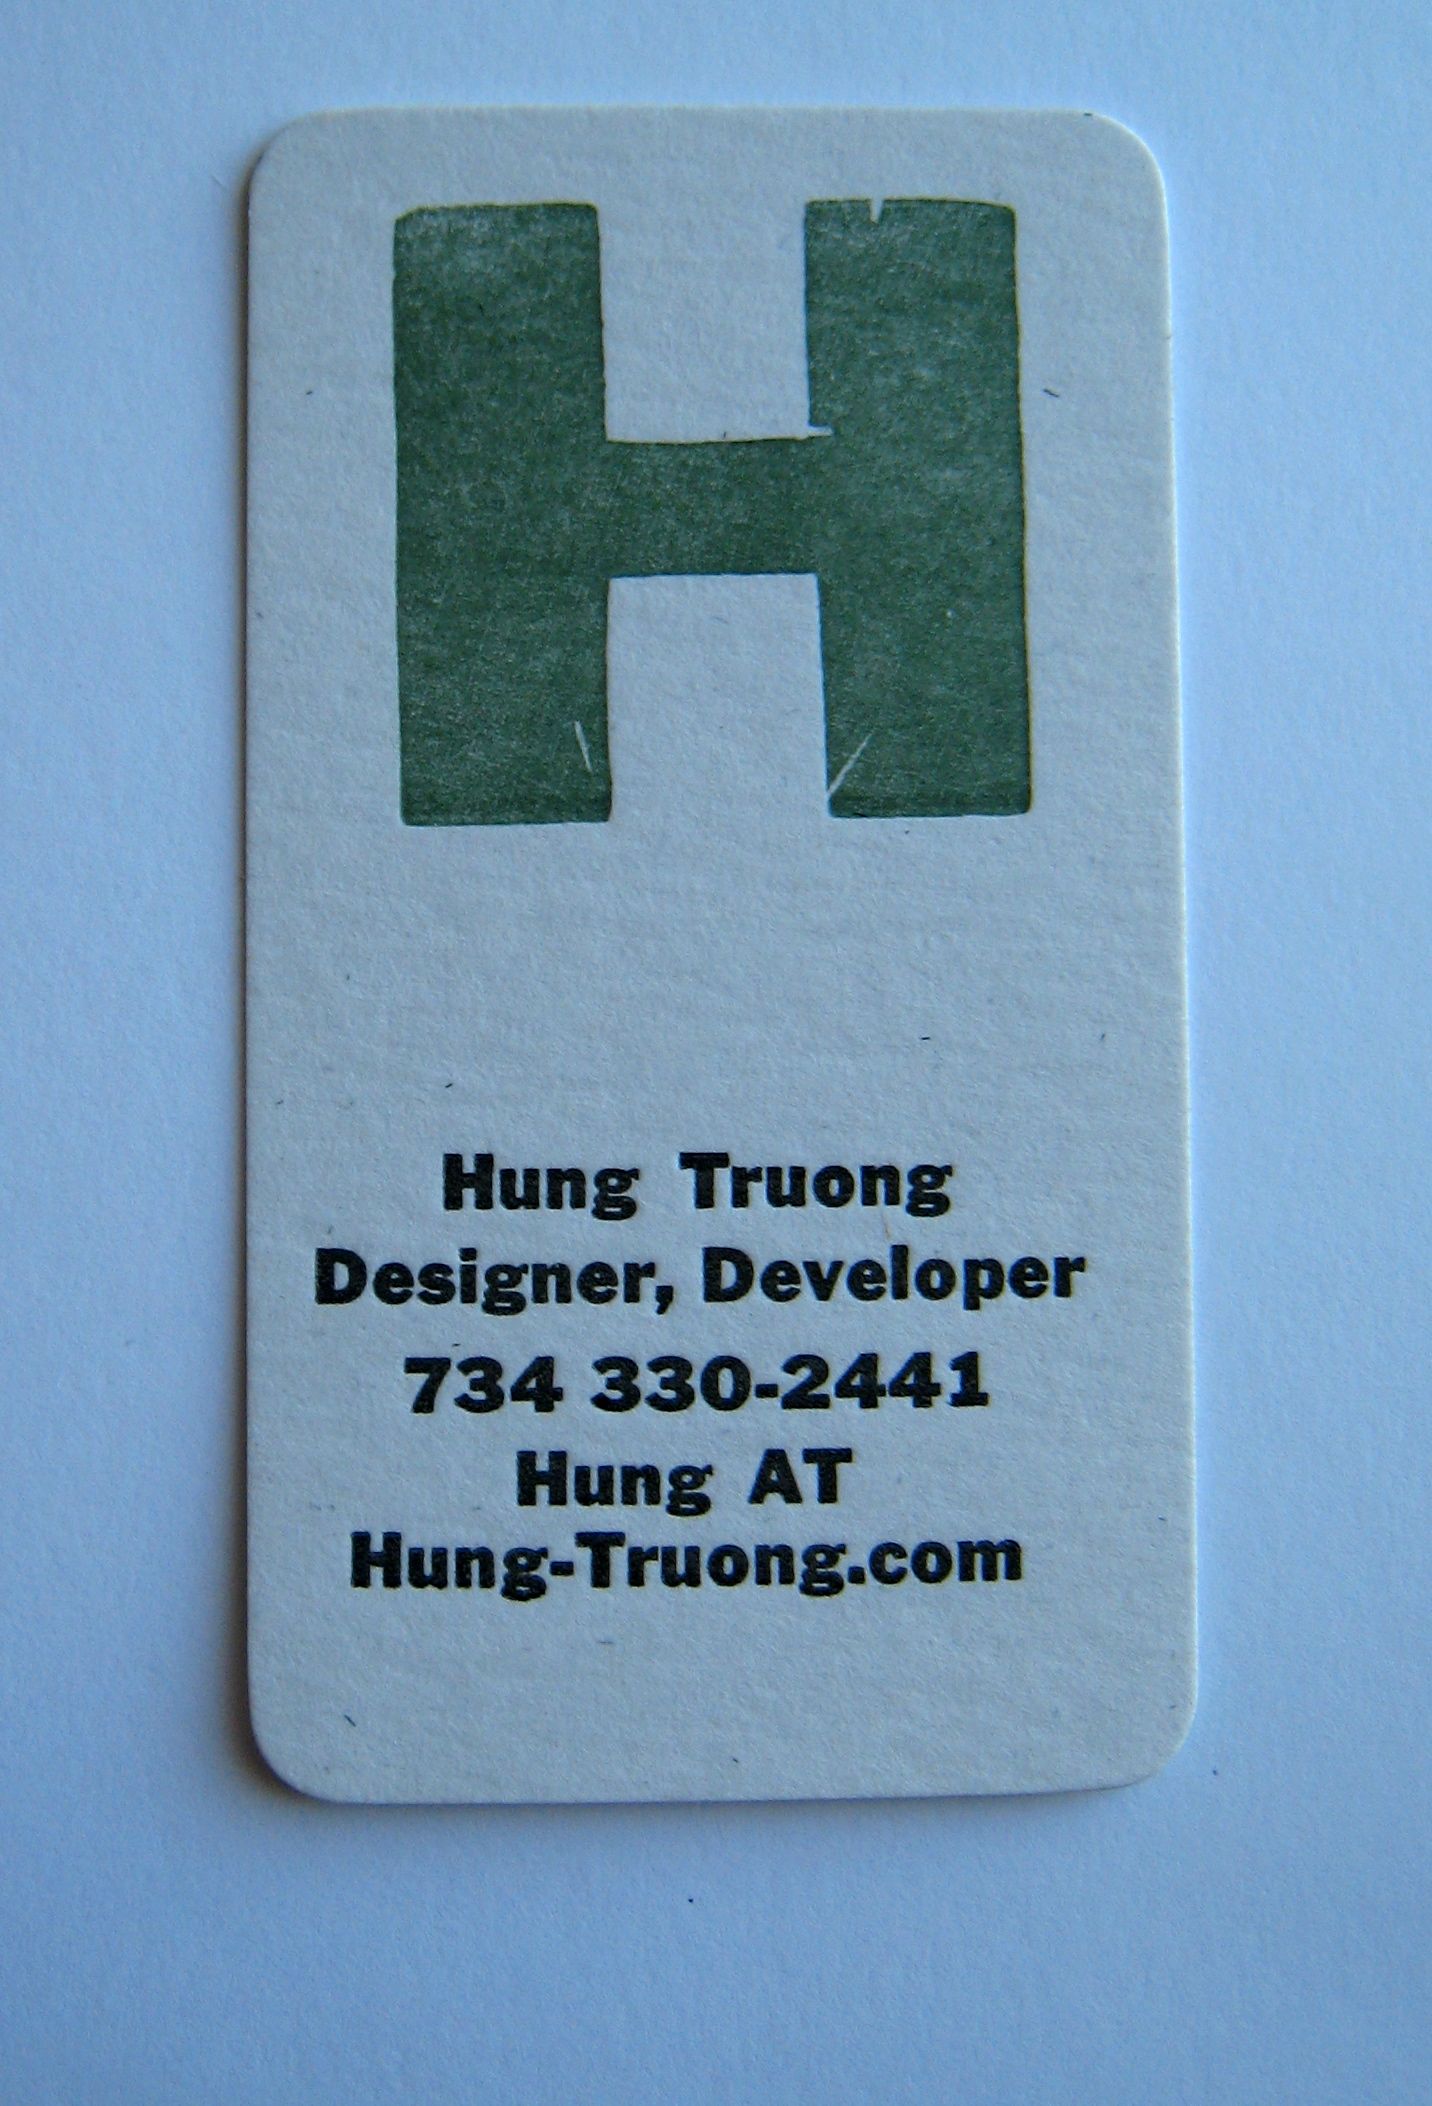 H
Hung Truong
Designer, Developer
734 330-2441
Hung AT
Hung-Truong.com